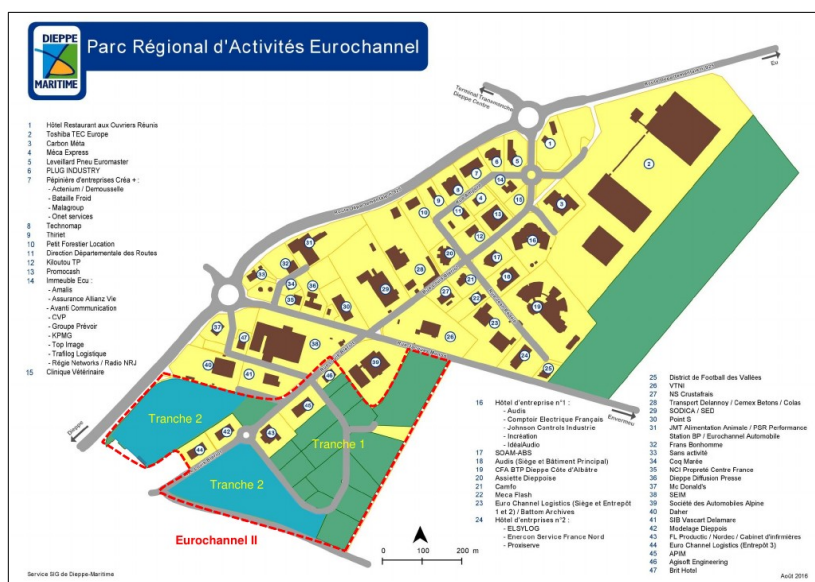 DIEPPE
MARITIME
Parc Régional d'Activités Eurochannel
Eu
Terminal Transmanche
Dieppe Centre
1 Hôtel Restaurant aux Ouvriers Réunis
2 Toshiba TEC Europe
3 Carbon Méta
4 Méca Express
5 Leveillard Pneu Euromaster
6 PLUG INDUSTRY
7 Pépinière d'entreprises Créa + :
- Actenium / Demousselle
- Bataille Froid
- Malagroup
- Onet services
8 Technomap
9 Thiriet
10 Petit Forestier Location
11 Direction Départementale des Routes
12 Kiloutou TP
13 Promocash
14 Immeuble Ecu :
- Amalis
- Assurance Allianz Vie
- Avanti Communication
- CVP
- Groupe Prévoir
- KPMG
- Top Image
- Trafilog Logistique
- Régie Networks / Radio NRJ
15 Clinique Vétérinaire
Dieppe
Envermeu
Tranche 2
Tranche 1
Tranche 2
Eurochannel II
16 Hôtel d'entreprise n°1 :
- Audis
- Comptoir Electrique Français
- Johnson Controls Industrie
- Incréation
- IdéalAudio
17 SOAM-ABS
18 Audis (Siège et Bâtiment Principal)
19 CFA BTP Dieppe Côte d'Albâtre
20 Assiette Dieppoise
21 Camfo
22 Meca Flash
23 Euro Channel Logistics (Siège et Entrepôt
1 et 2) / Battom Archives
24 Hôtel d'entrprises n°2 :
- ELSYLOG
- Enercon Service France Nord
- Proxiserve
25 District de Football des Vallées
26 VTNI
27 NS Crustafrais
28 Transport Delannoy / Cemex Betons / Colas
29 SODICA / SED
30 Point S
31 JMT Alimentation Animale / PSR Performance
Station BP / Eurochannel Automobile
32 Frans Bonhomme
33 Sans activité
34 Coq Marée
35 NCI Propreté Centre France
36 Dieppe Diffusion Presse
37 Mc Donald's
38 SEIM
39 Société des Automobiles Alpine
40 Daher
41 SIB Vascart Delamare
42 Modelage Dieppois
43 FL Productic / Nordec / Cabinet d'infirmières
44 Euro Channel Logistics (Entrepôt 3)
45 APIM
46 Agisoft Engineering
47 Brit Hotel
0 100 200 m
Service SIG de Dieppe-Maritime
Août 2016